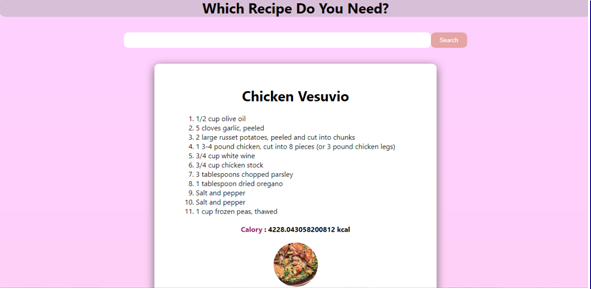 Which Recipe Do You Need?
Search
Chicken Vesuvio
1. 1/2 cup olive oil
2. 5 cloves garlic, peeled
3. 2 large russet potatoes, peeled and cut into chunks
4. 1 3-4 pound chicken, cut into 8 pieces (or 3 pound chicken legs)
5. 3/4 cup white wine
6. 3/4 cup chicken stock
7. 3 tablespoons chopped parsley
8. 1 tablespoon dried oregano
9. Salt and pepper
10. Salt and pepper
11. 1 cup frozen peas, thawed
Calory : 4228.043058200812 kcal